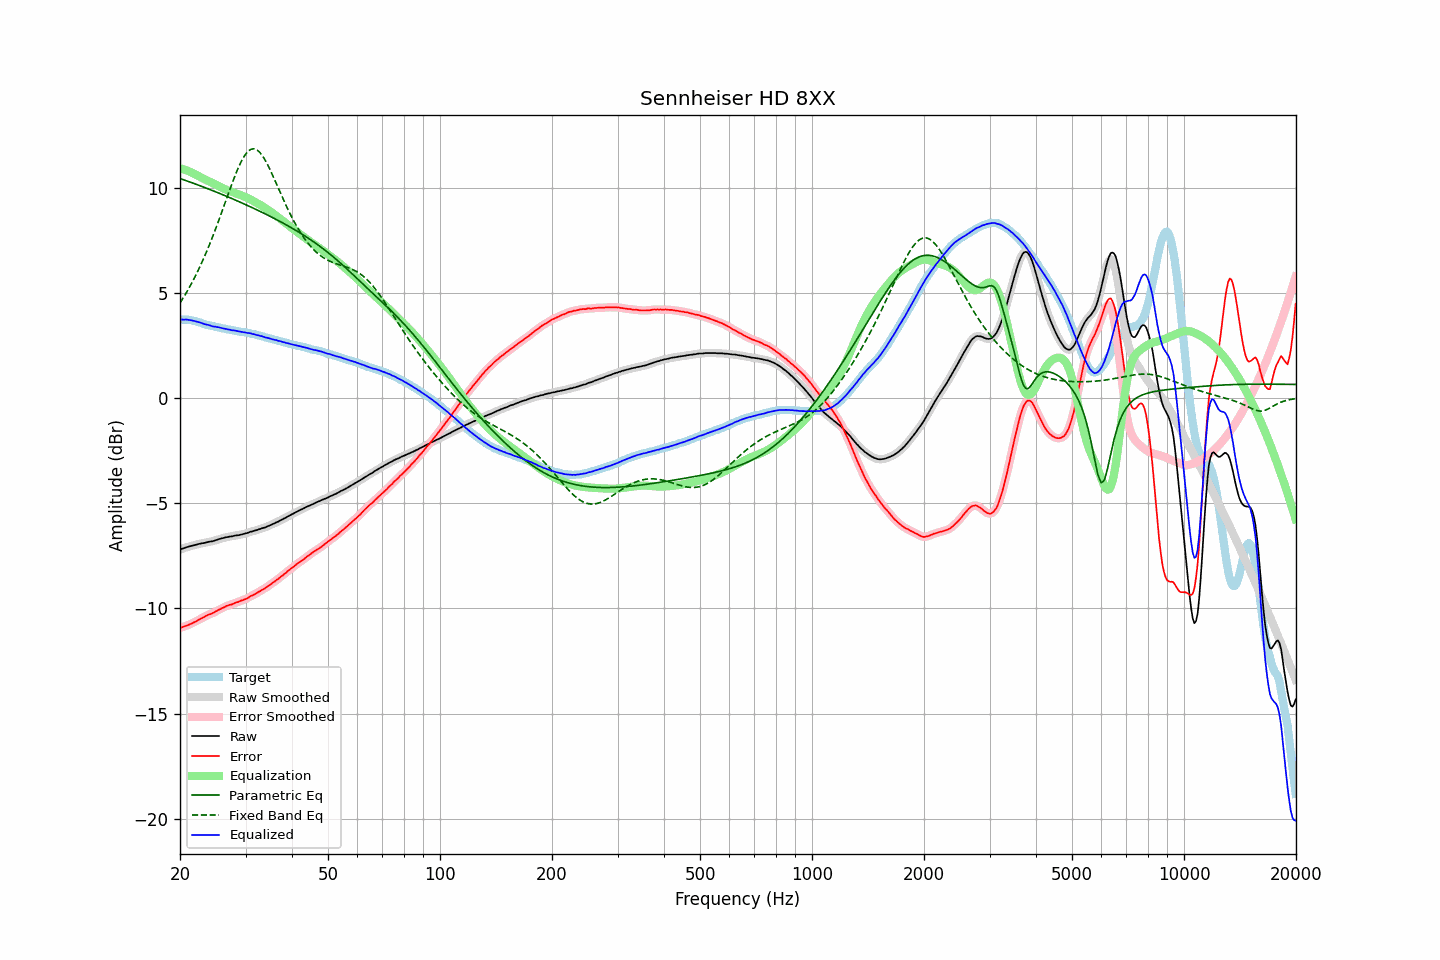 Sennheiser HD 8XX
Amplitude (dBr)
10
5
0
−5
−10
−15
−20
Target
Raw Smoothed
Error Smoothed
Raw
Error
Equalization
Parametric Eq
Fixed Band Eq
Equalized
20
50
100
200
500
1000
2000
5000
10000
20000
Frequency (Hz)